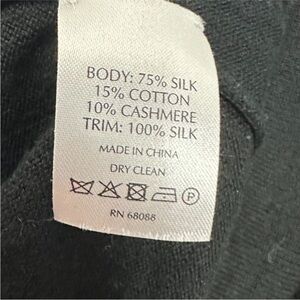 BODY: 75% SILK
15% COTTON
10% CASHMERE
TRIM: 100% SILK
MADE IN CHINA
DRY CLEAN
P
RN 68088